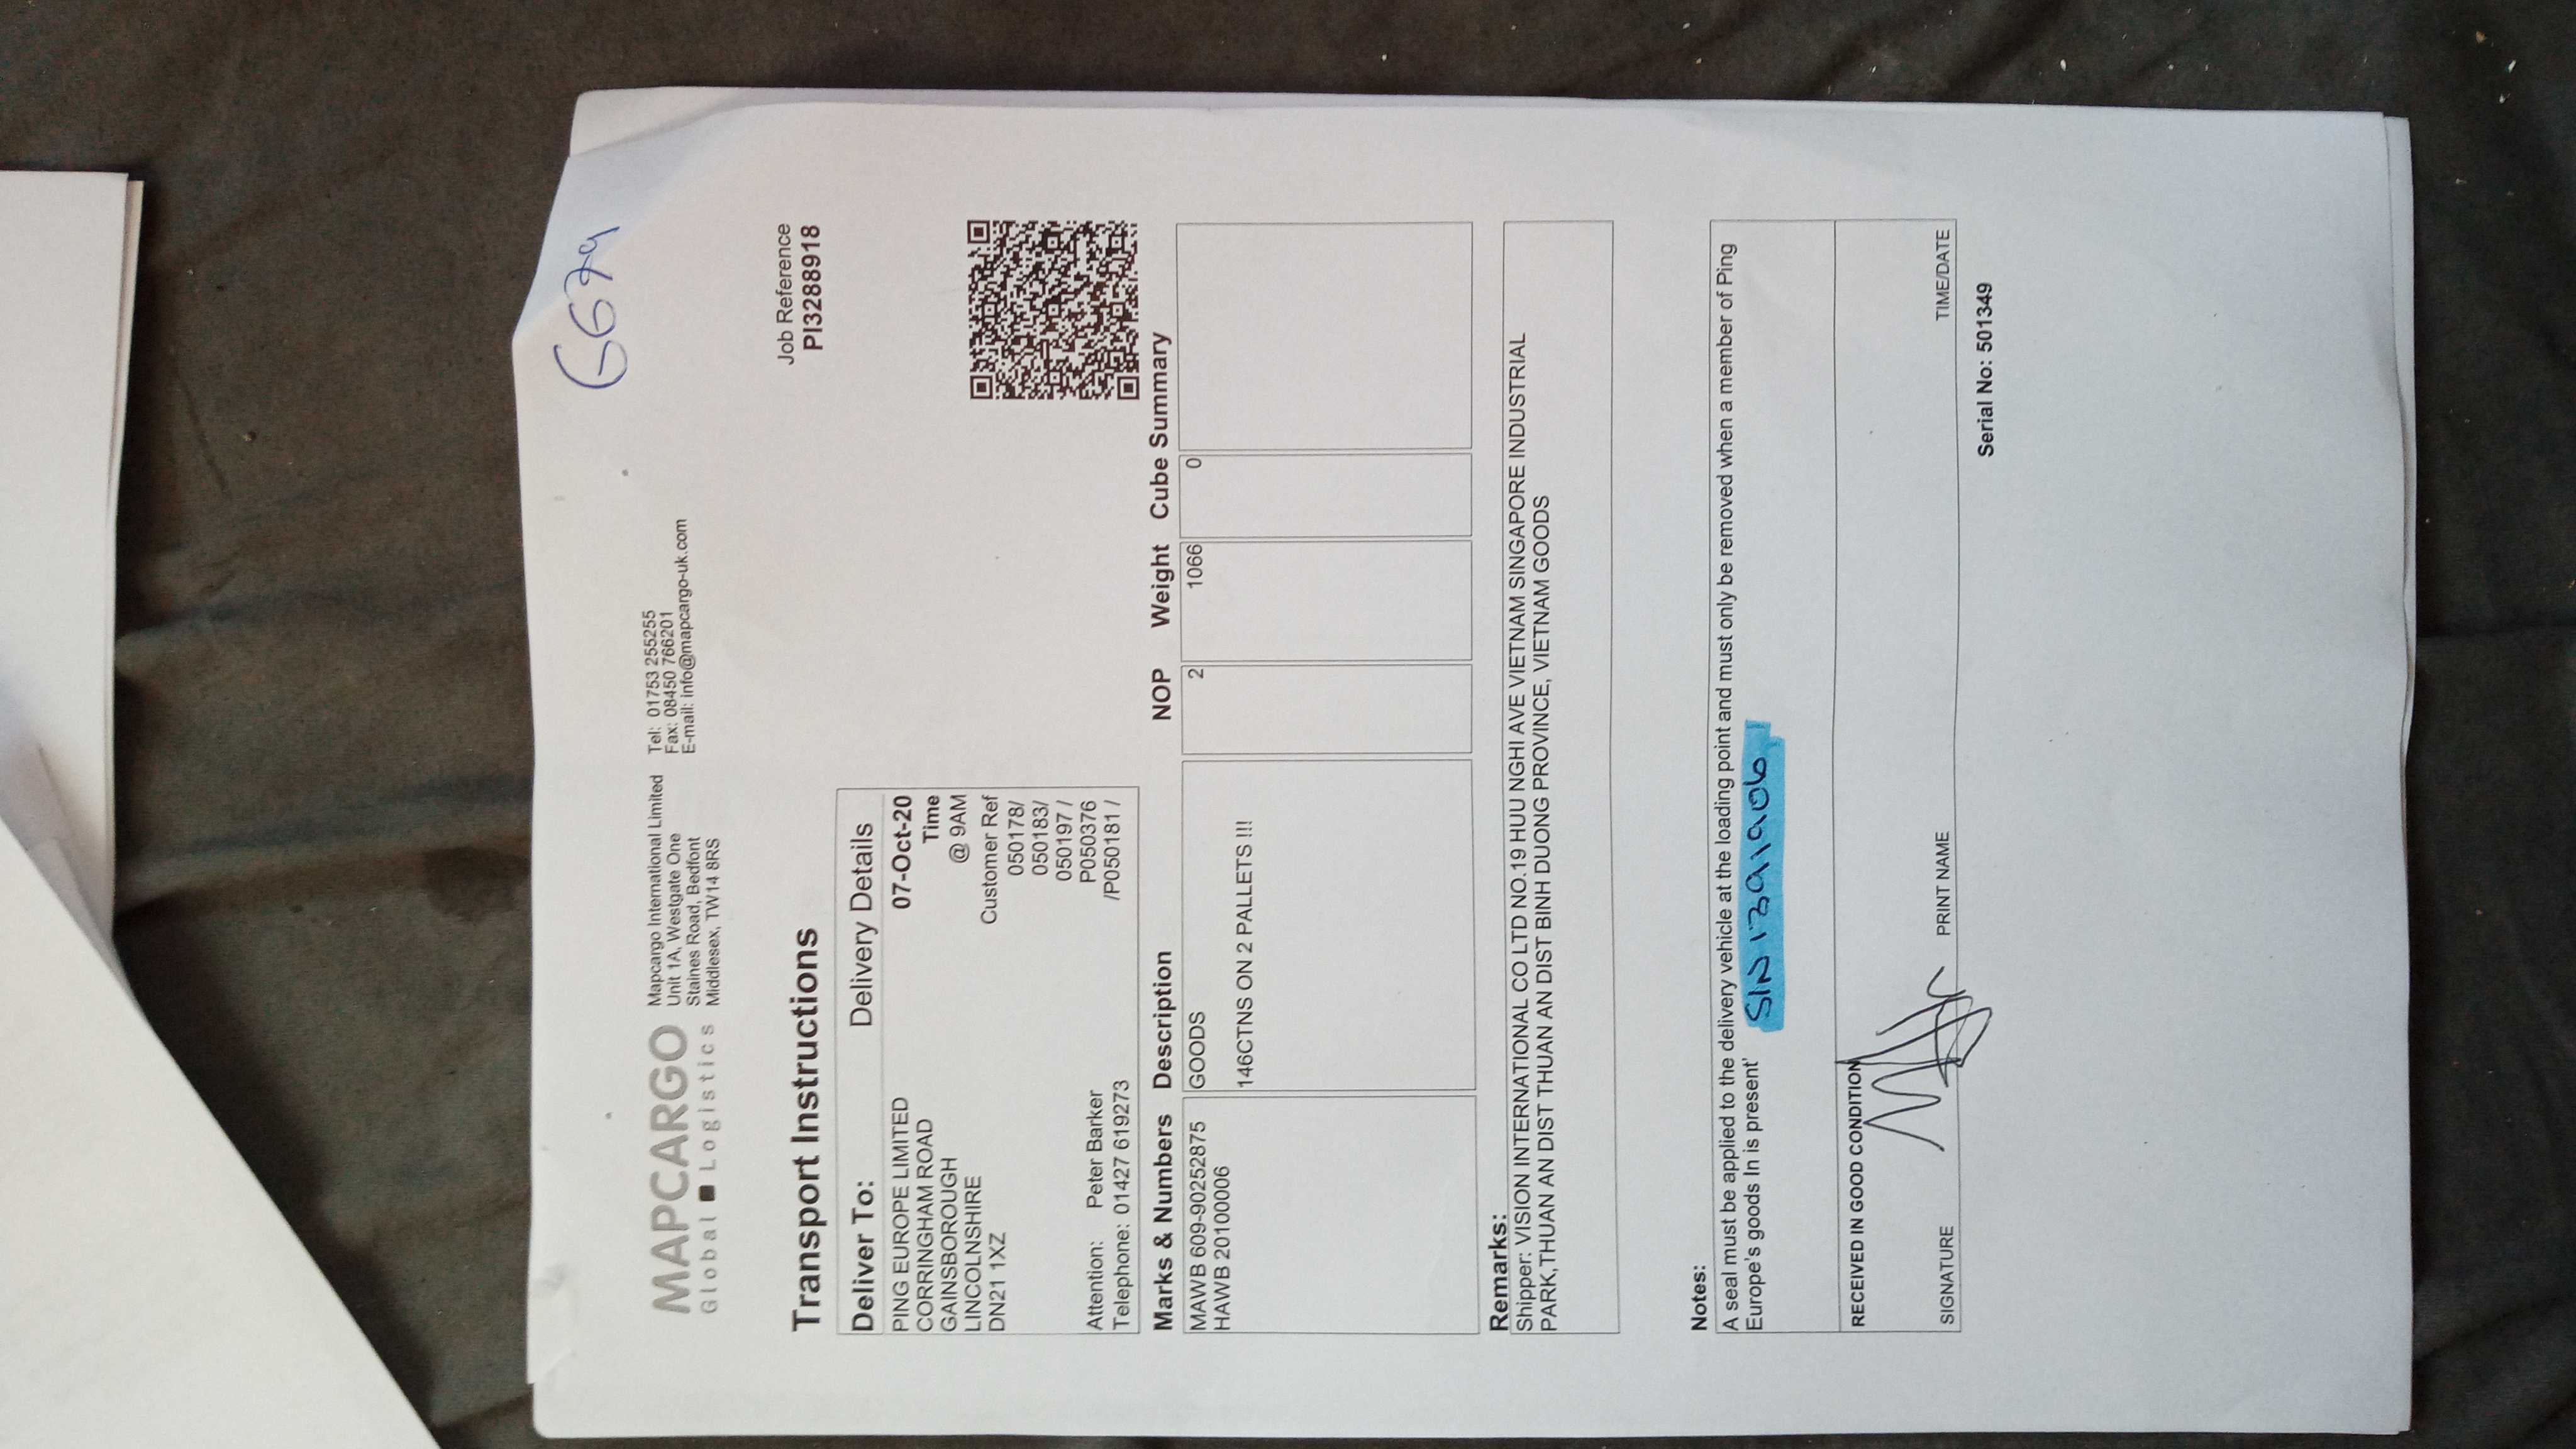 G679
MAPCARGO
Global Logistics
Mapcargo International Limited
Unit 1A, Westgate One
Staines Road, Bedfont
Middlesex, TW14 8RS
Tel: 01753 255255
Fax: 08450 766201
E-mail: info@mapcargo-uk.com
Job Reference
PI3288918
Transport Instructions
Deliver To:
PING EUROPE LIMITED
CORRINGHAM ROAD
GAINSBOROUGH
LINCOLNSHIRE
DN21 1XZ
Attention: Peter Barker
Telephone: 01427 619273
Delivery Details
07-Oct-20
Time
@ 9AM
Customer Ref
050178/
050183/
050197 /
P050376
/P050181 /
Marks & Numbers Description NOP Weight Cube Summary
MAWB 609-90252875 GOODS 2 1066 0
HAWB 20100006
146CTNS ON 2 PALLETS !!!
Remarks:
Shipper: VISION INTERNATIONAL CO LTD NO.19 HUU NGHI AVE VIETNAM SINGAPORE INDUSTRIAL
PARK,THUAN AN DIST THUAN AN DIST BINH DUONG PROVINCE, VIETNAM GOODS
Notes:
A seal must be applied to the delivery vehicle at the loading point and must only be removed when a member of Ping
Europe's goods In is present'
RECEIVED IN GOOD CONDITION
SIGNATURE PRINT NAME TIME/DATE
Serial No: 501349